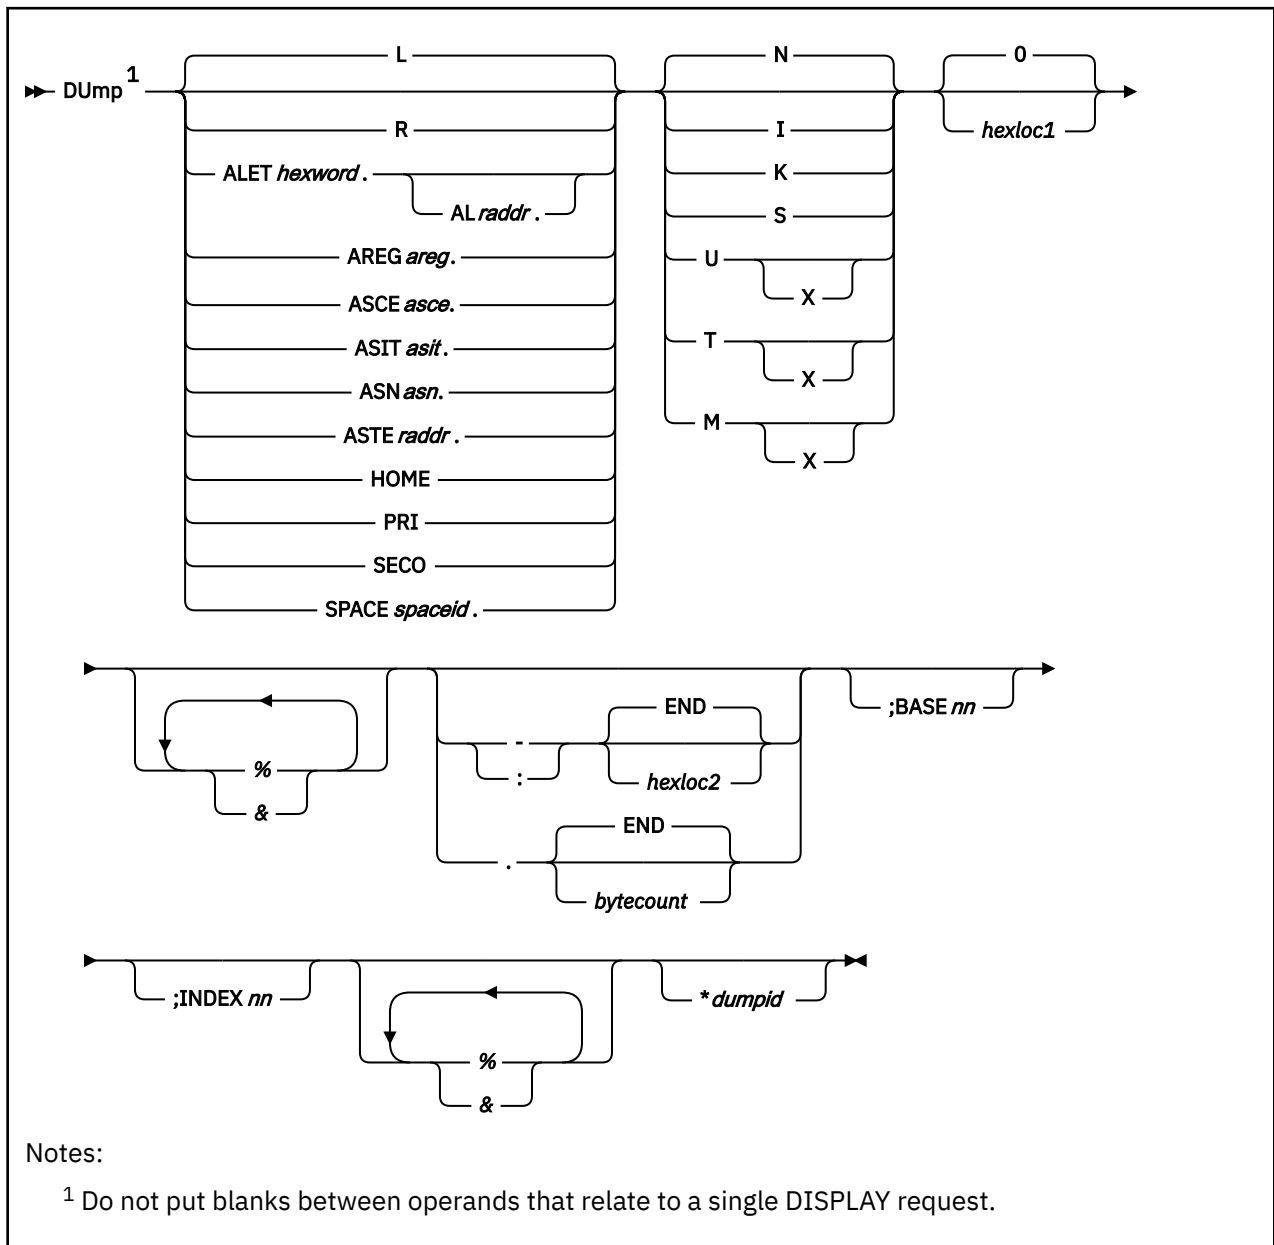 L N 0
DUmp 1
R I hexloc1
ALET hexword . K
AL raddr . S
AREG areg. U
X
ASCE asce.
ASIT asit . T
X
ASN asn.
ASTE raddr . M
X
HOME
PRI
SECO
SPACE spaceid .
END ;BASE nn
% - hexloc2
& :
END
.
bytecount
;INDEX nn * dumpid
%
&
Notes:
1 Do not put blanks between operands that relate to a single DISPLAY request.